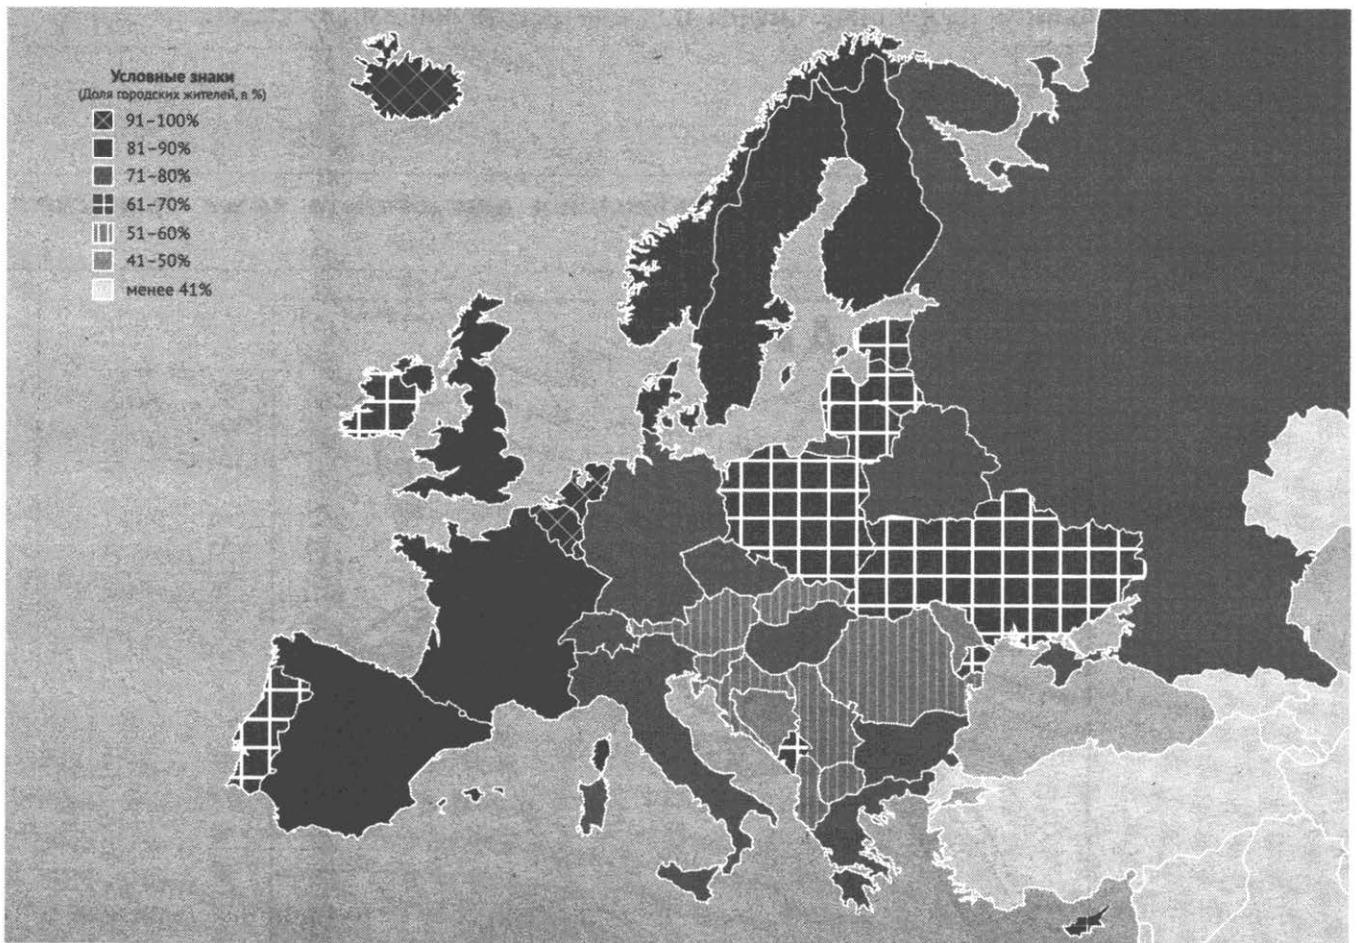 Условные знаки
(Доля городских жителей, в %)
91–100%
81–90%
71–80%
61–70%
51–60%
41–50%
менее 41%